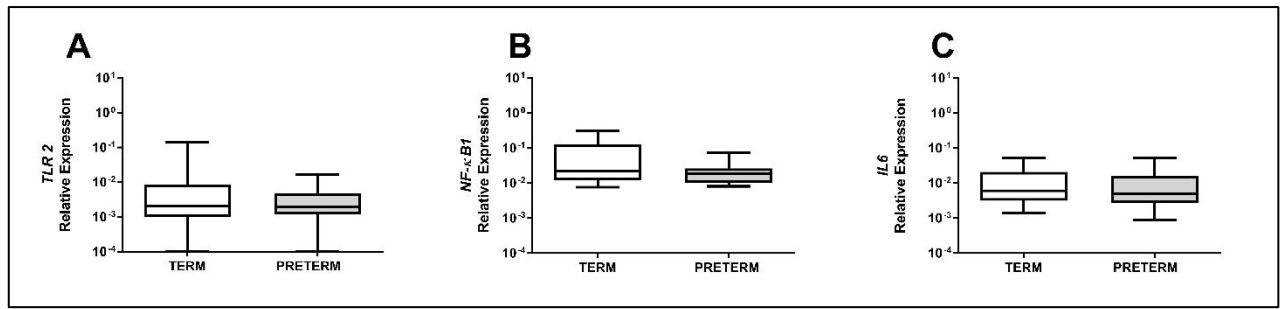 A
TLR 2
Relative Expression
10¹
10⁰
10⁻¹
10⁻²
10⁻³
10⁻⁴
TERM
PRETERM
B
NF-κB1
Relative Expression
10¹
10⁰
10⁻¹
10⁻²
10⁻³
10⁻⁴
TERM
PRETERM
C
IL6
Relative Expression
10¹
10⁰
10⁻¹
10⁻²
10⁻³
10⁻⁴
TERM
PRETERM